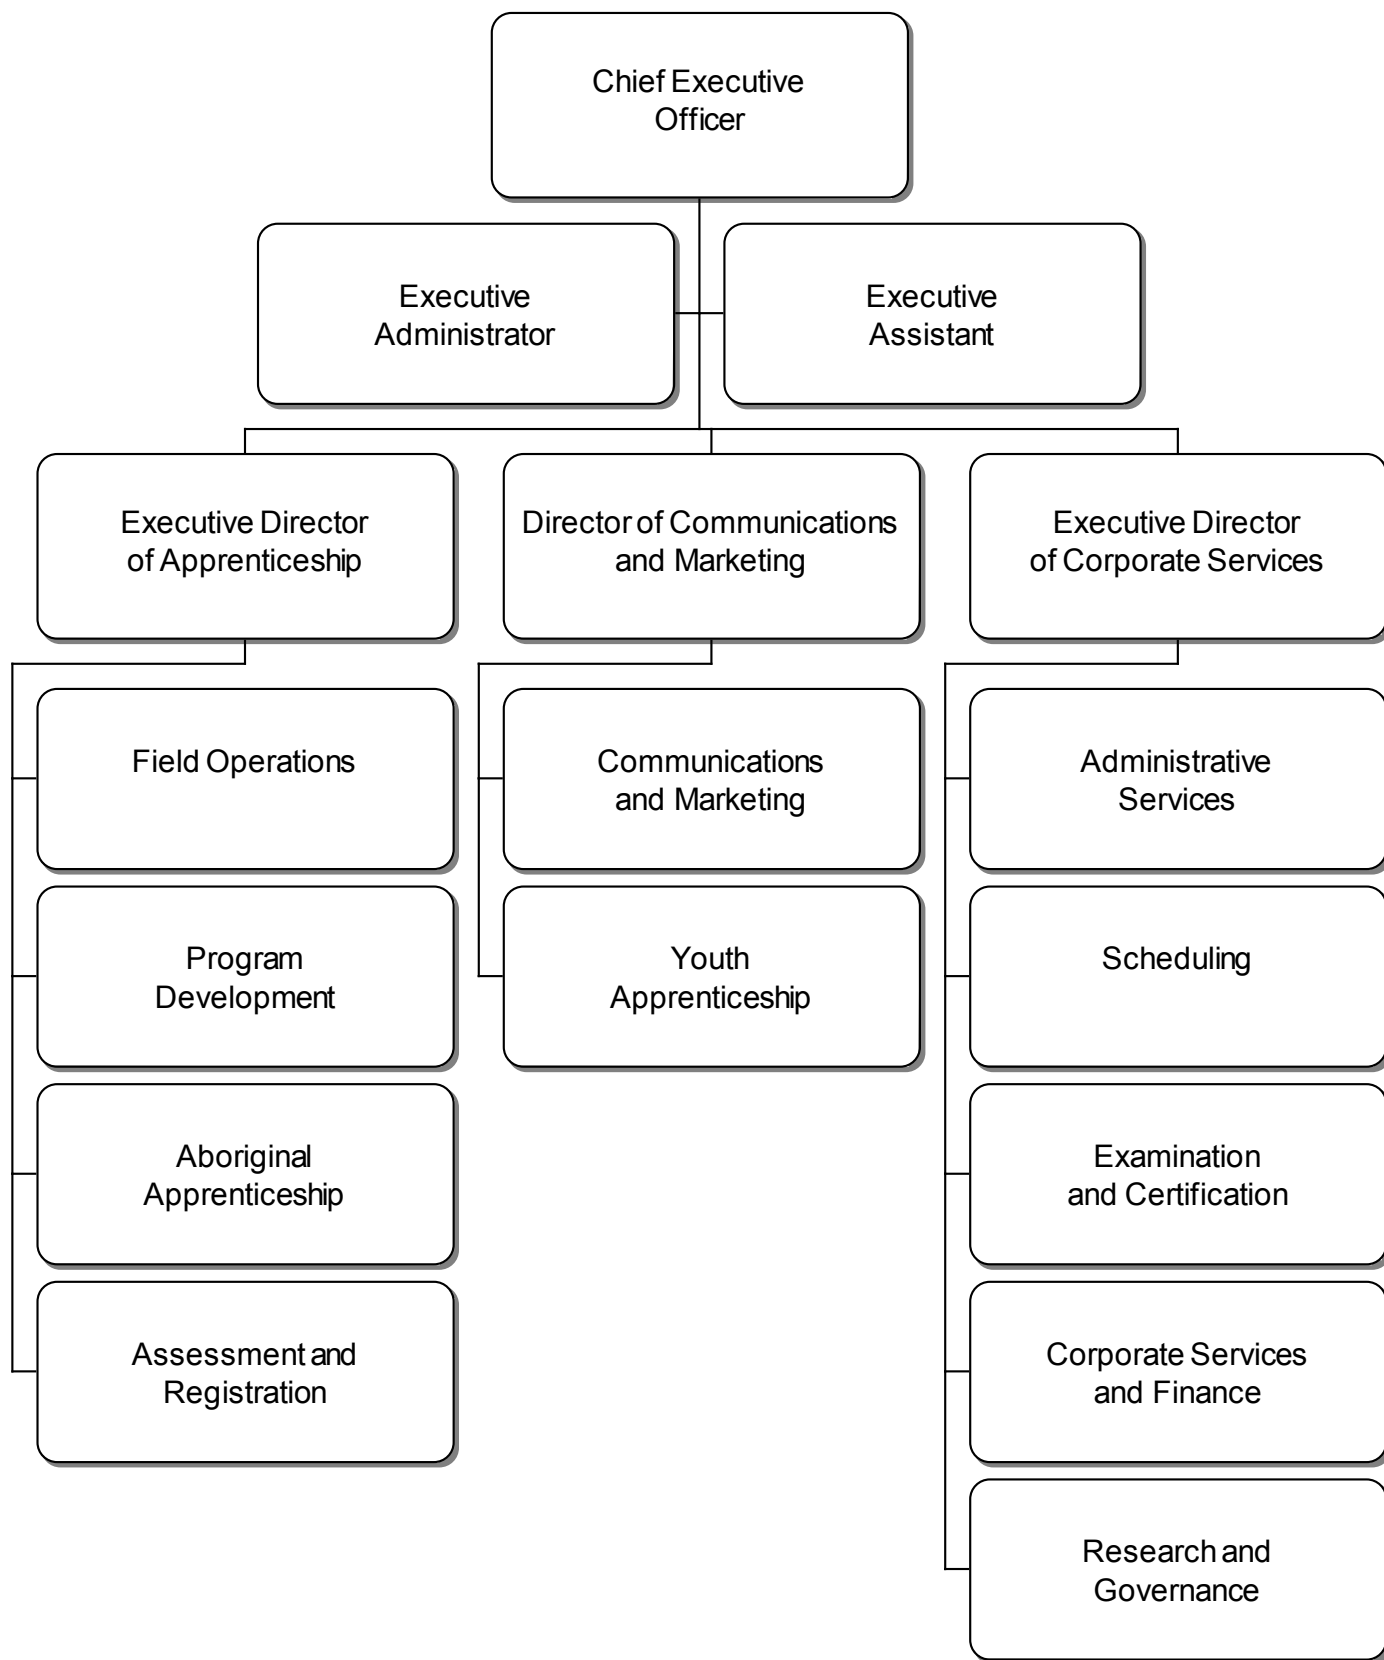 Chief Executive
Officer
Executive
Administrator
Executive
Assistant
Executive Director
of Apprenticeship
Director of Communications
and Marketing
Executive Director
of Corporate Services
Field Operations
Communications
and Marketing
Administrative
Services
Program
Development
Youth
Apprenticeship
Scheduling
Aboriginal
Apprenticeship
Examination
and Certification
Assessment and
Registration
Corporate Services
and Finance
Research and
Governance